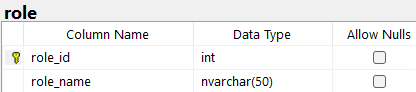 role
Column Name Data Type Allow Nulls
role_id int
role_name nvarchar(50)